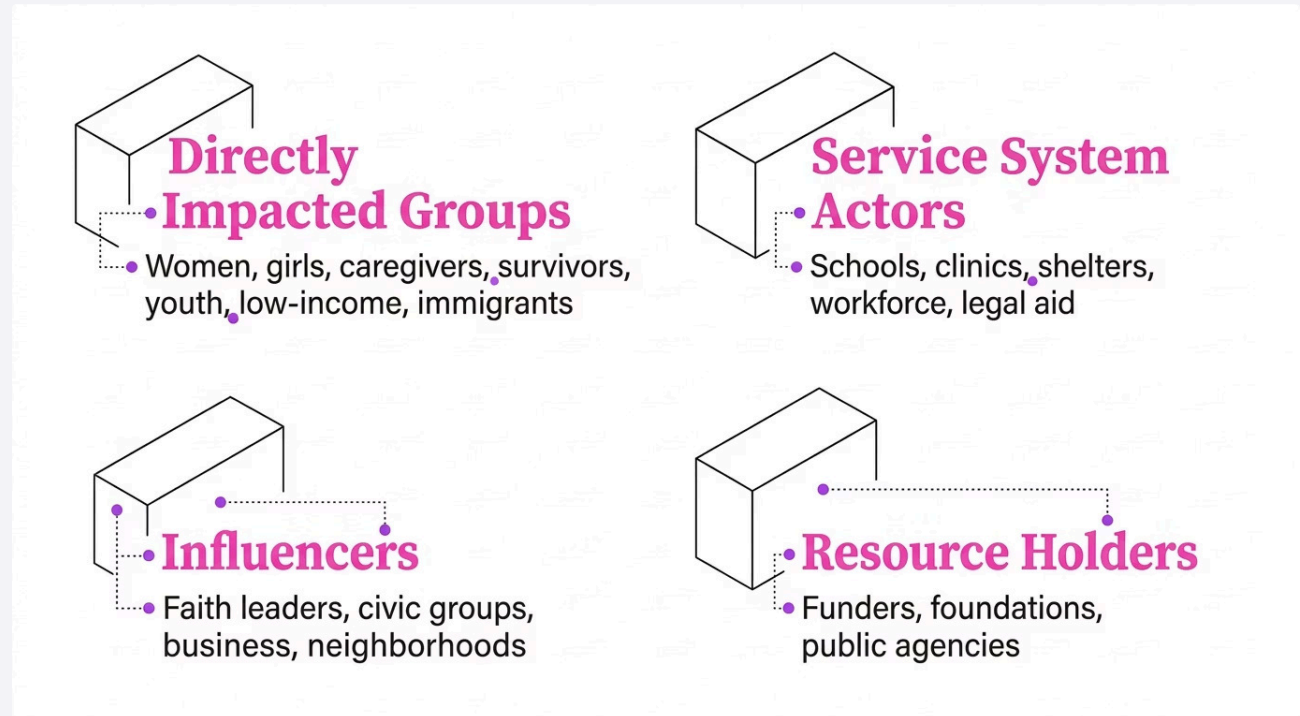 Directly
Impacted Groups
Women, girls, caregivers, survivors,
youth, low-income, immigrants
Service System
Actors
Schools, clinics, shelters,
workforce, legal aid
Influencers
Faith leaders, civic groups,
business, neighborhoods
Resource Holders
Funders, foundations,
public agencies